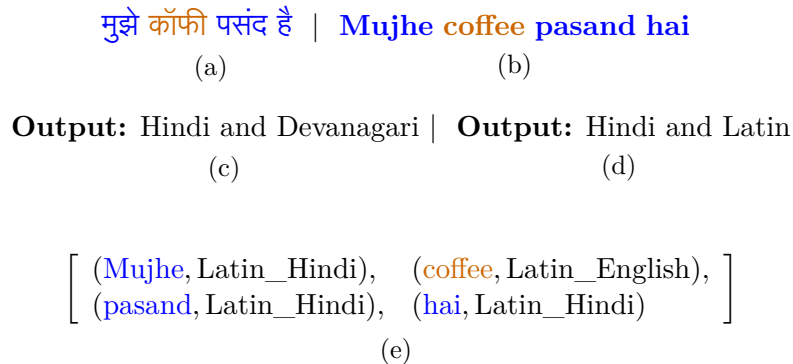 मुझे कॉफी पसंद है | Mujhe coffee pasand hai
(a) (b)
Output: Hindi and Devanagari | Output: Hindi and Latin
(c) (d)
[ (Mujhe, Latin_Hindi), (coffee, Latin_English),
(pasand, Latin_Hindi), (hai, Latin_Hindi) ]
(e)